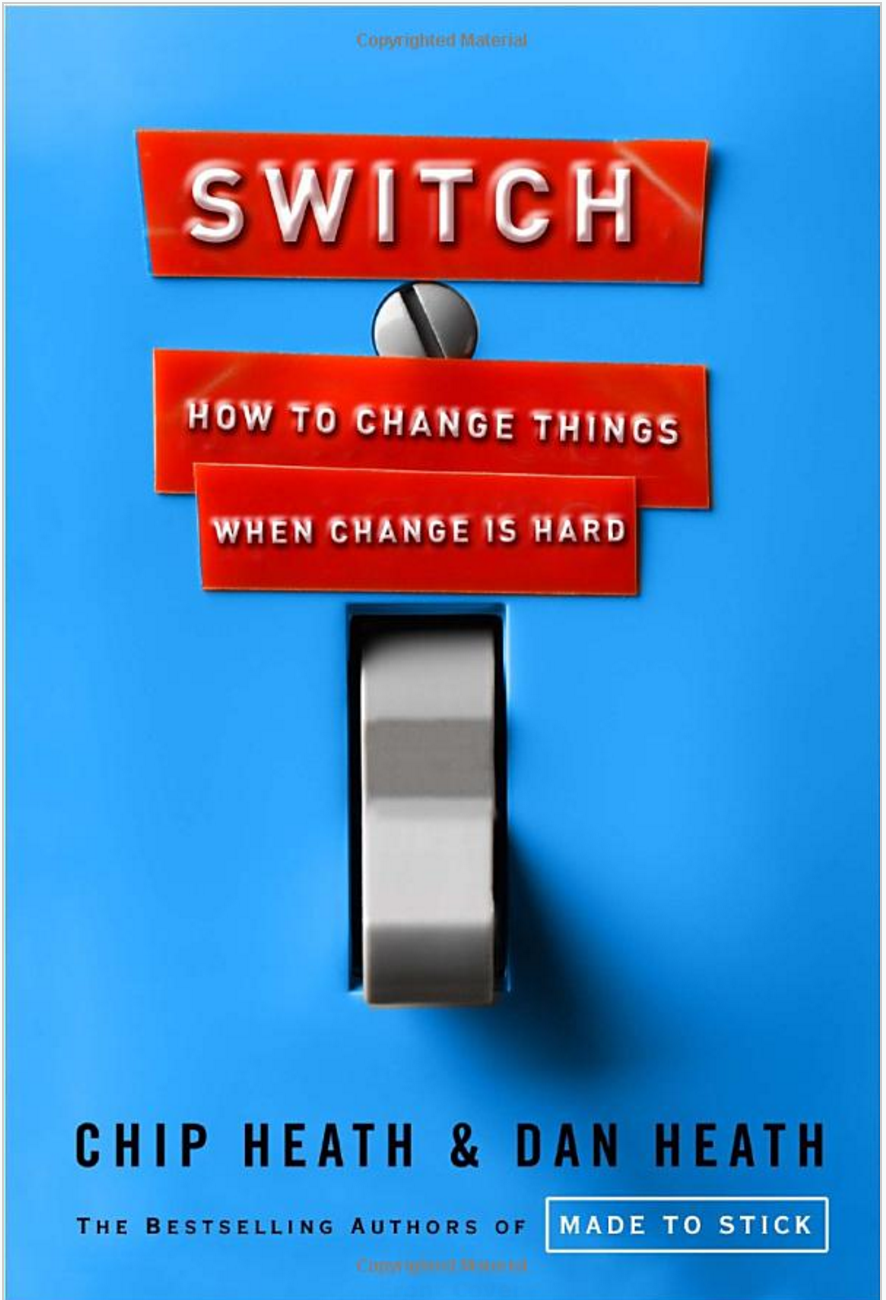 Copyrighted Material
SWITCH
HOW TO CHANGE THINGS
WHEN CHANGE IS HARD
CHIP HEATH & DAN HEATH
THE BESTSELLING AUTHORS OF MADE TO STICK
Copyrighted Material